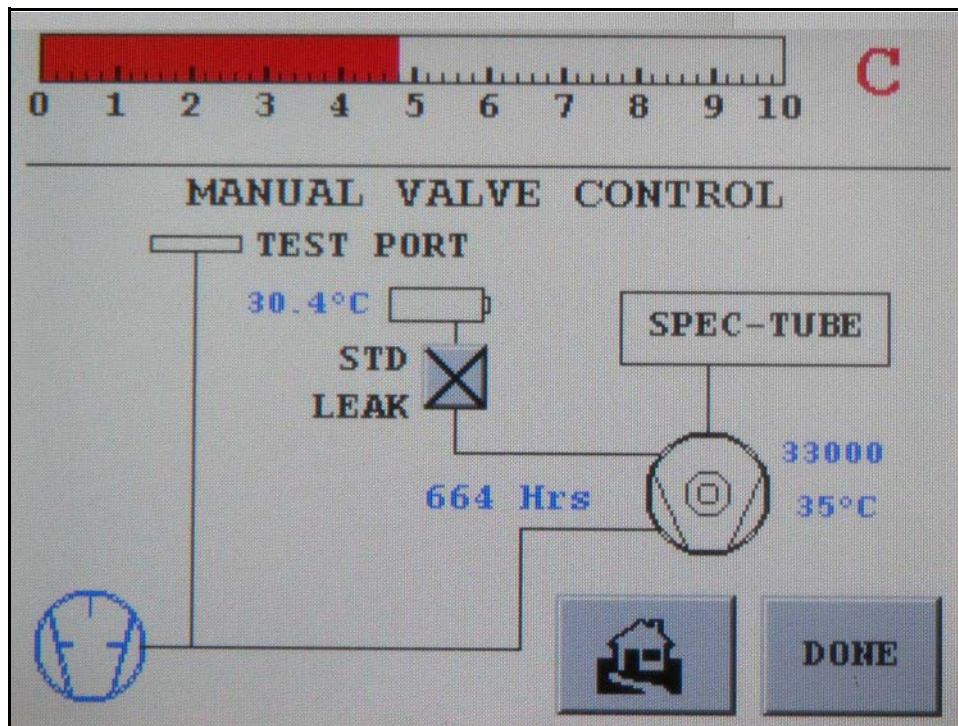 0 1 2 3 4 5 6 7 8 9 10
C
MANUAL VALVE CONTROL
TEST PORT
30.4°C
SPEC-TUBE
STD
LEAK
33000
664 Hrs
35°C
DONE